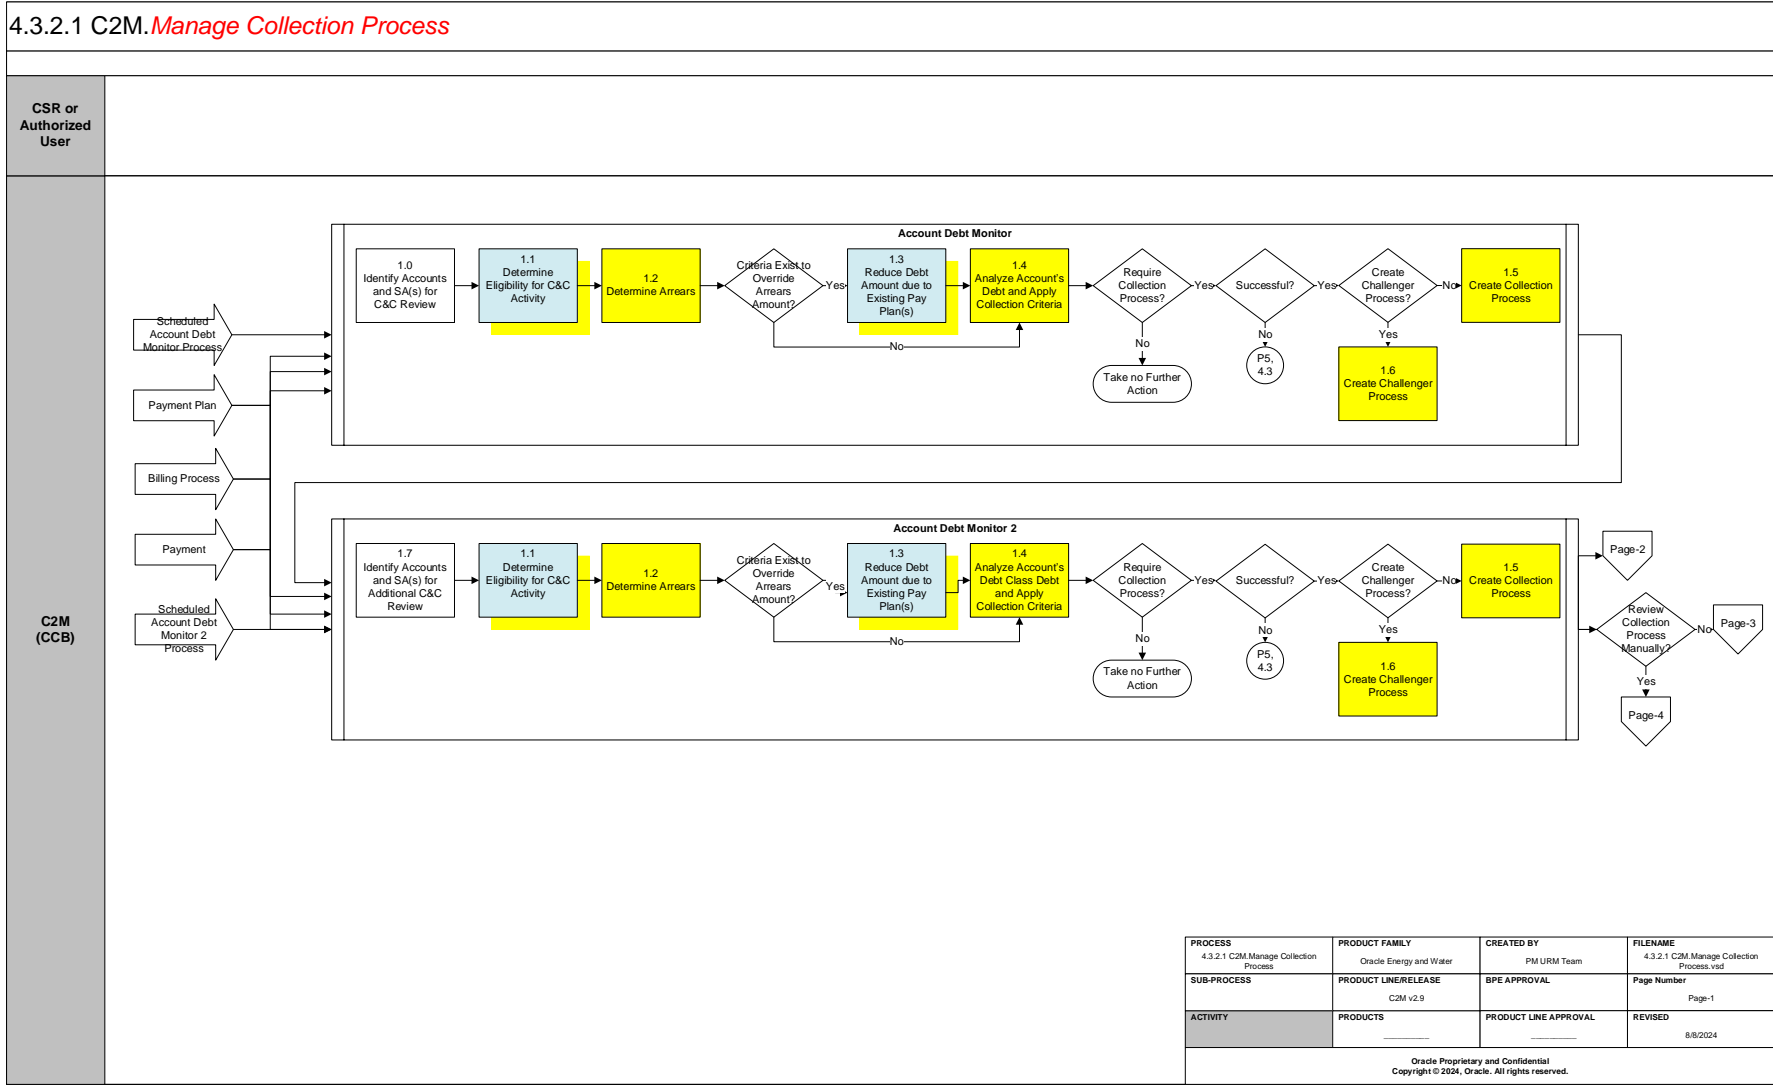 4.3.2.1 C2M.Manage Collection Process
CSR or
Authorized
User
C2M
(CCB)
Scheduled
Account Debt
Monitor Process
Payment Plan
Billing Process
Payment
Scheduled
Account Debt
Monitor 2
Process
Account Debt Monitor
1.0
Identify Accounts
and SA(s) for
C&C Review
1.1
Determine
Eligibility for C&C
Activity
1.2
Determine Arrears
Criteria Exist to
Override
Arrears
Amount?
Yes
No
1.3
Reduce Debt
Amount due to
Existing Pay
Plan(s)
1.4
Analyze Account's
Debt and Apply
Collection Criteria
Require
Collection
Process?
Yes
No
Take no Further
Action
Successful?
Yes
No
P5,
4.3
Create
Challenger
Process?
No
Yes
1.5
Create Collection
Process
1.6
Create Challenger
Process
Account Debt Monitor 2
1.7
Identify Accounts
and SA(s) for
Additional C&C
Review
1.1
Determine
Eligibility for C&C
Activity
1.2
Determine Arrears
Criteria Exist to
Override
Arrears
Amount?
Yes
No
1.3
Reduce Debt
Amount due to
Existing Pay
Plan(s)
1.4
Analyze Account's
Debt Class Debt
and Apply
Collection Criteria
Require
Collection
Process?
Yes
No
Take no Further
Action
Successful?
Yes
No
P5,
4.3
Create
Challenger
Process?
No
Yes
1.5
Create Collection
Process
1.6
Create Challenger
Process
Page-2
Review
Collection
Process
Manually?
No
Page-3
Yes
Page-4
PROCESS
4.3.2.1 C2M.Manage Collection
Process
PRODUCT FAMILY
Oracle Energy and Water
CREATED BY
PM URM Team
FILENAME
4.3.2.1 C2M.Manage Collection
Process.vsd
SUB-PROCESS
PRODUCT LINE/RELEASE
C2M v2.9
BPE APPROVAL
Page Number
Page-1
ACTIVITY
PRODUCTS
PRODUCT LINE APPROVAL
REVISED
8/8/2024
Oracle Proprietary and Confidential
Copyright © 2024, Oracle. All rights reserved.